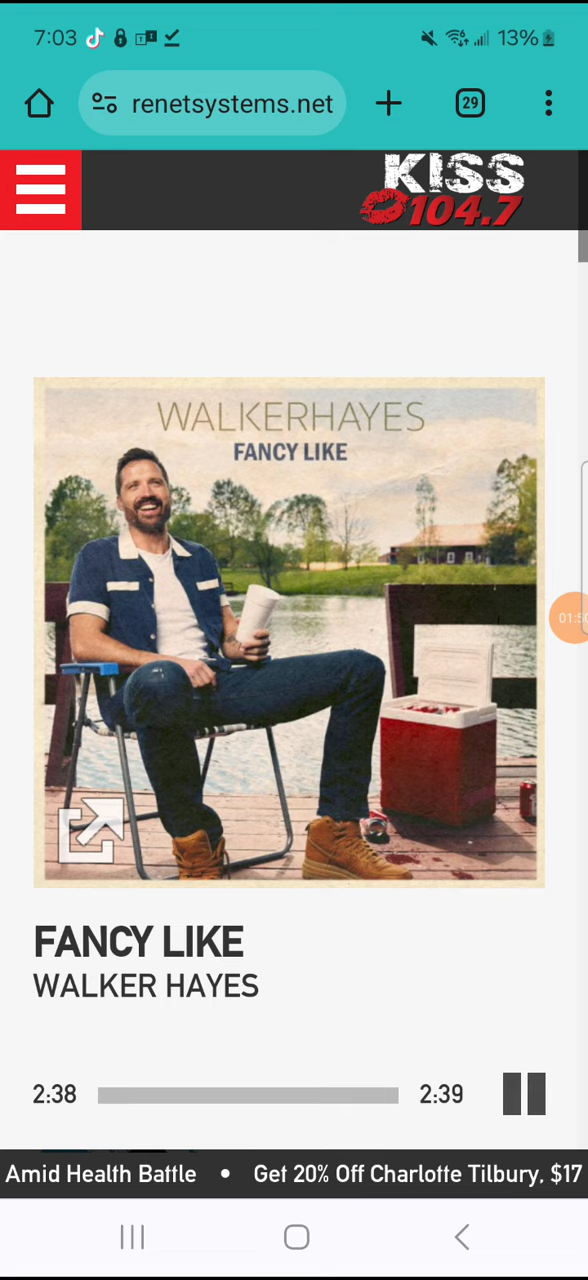 7:03 13%
renetsystems.net 29
KISS
104.7
WALKERHAYES
FANCY LIKE
FANCY LIKE
WALKER HAYES
2:38 2:39
Amid Health Battle • Get 20% Off Charlotte Tilbury, $17